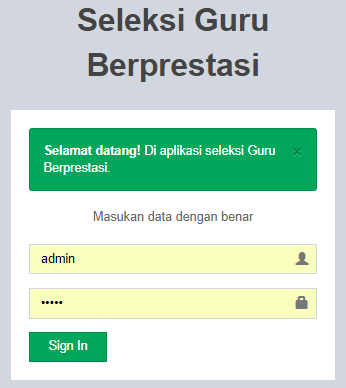 Seleksi Guru
Berprestasi
Selamat datang! Di aplikasi seleksi Guru ×
Berprestasi.
Masukan data dengan benar
admin
•••••
Sign In